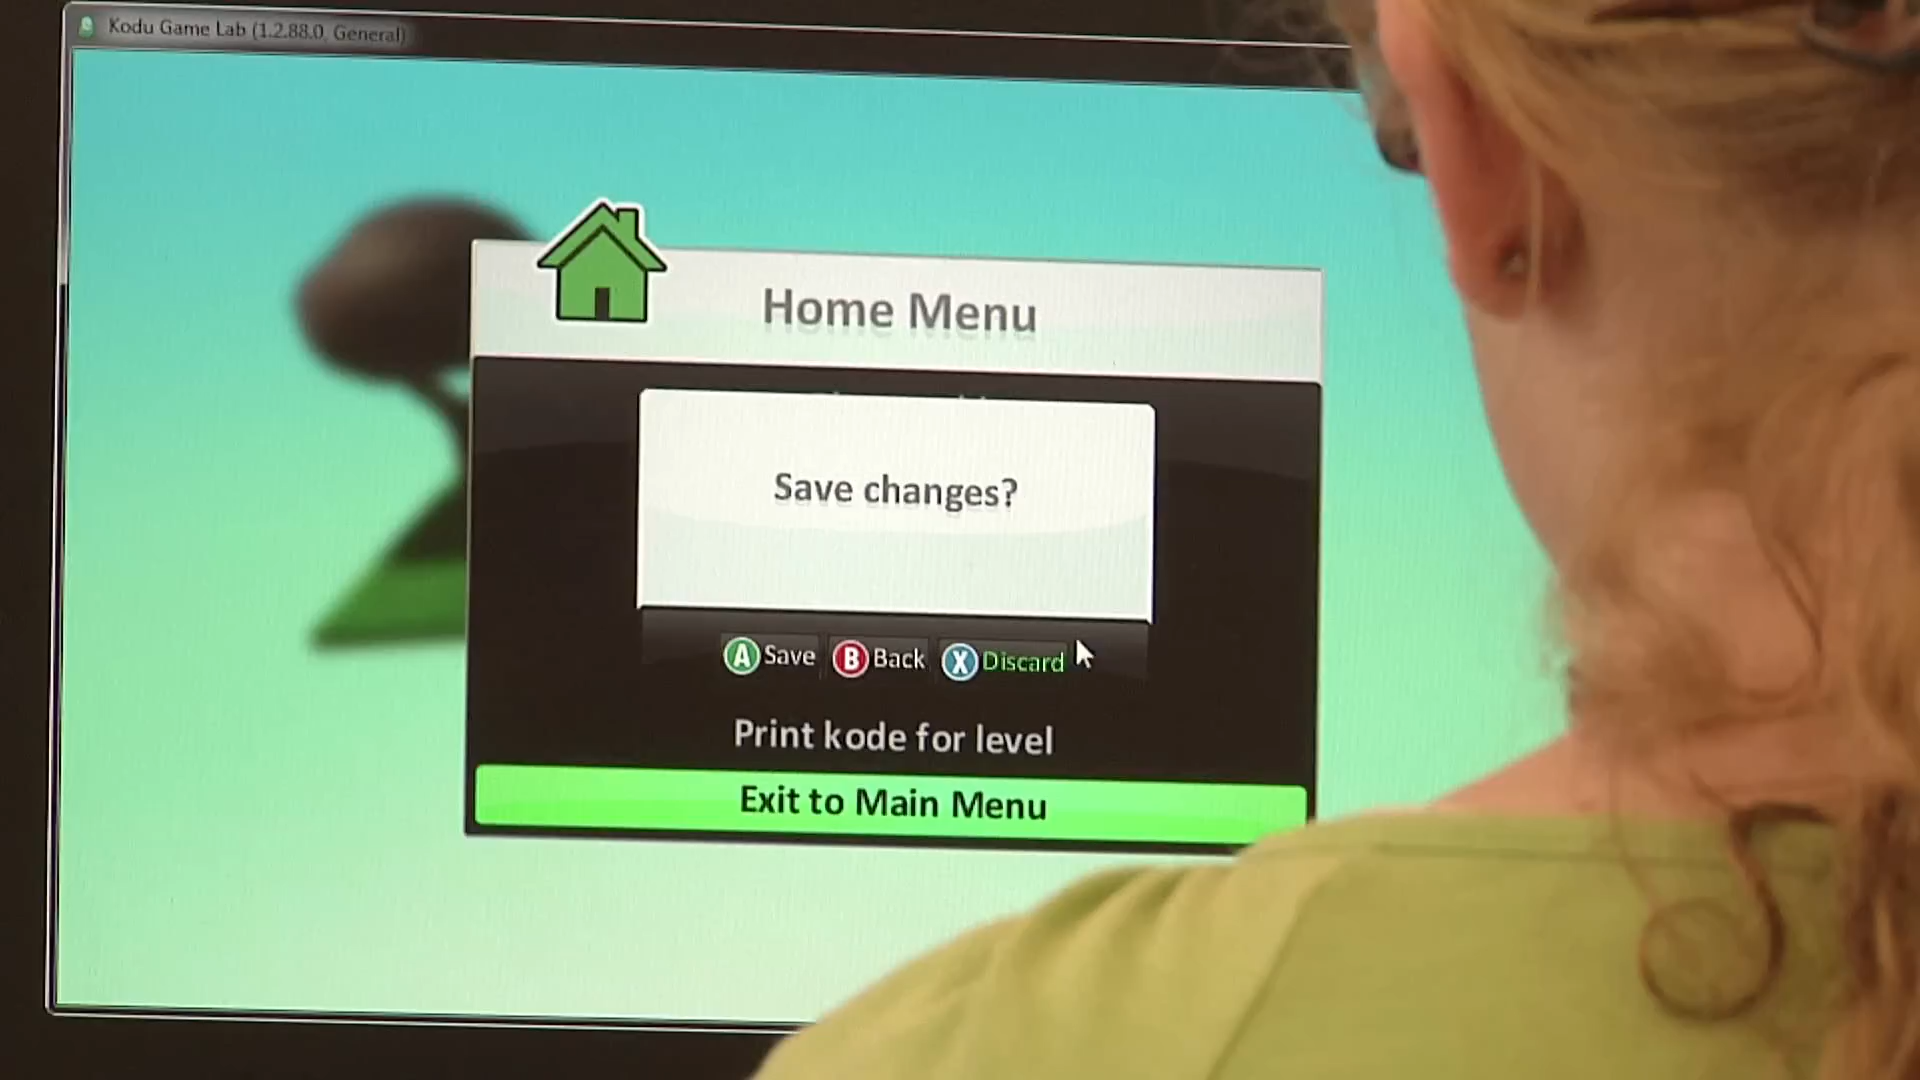 Kodu Game Lab (1.2.88.0, General)
Home Menu
Save changes?
A Save B Back X Discard
Print kode for level
Exit to Main Menu